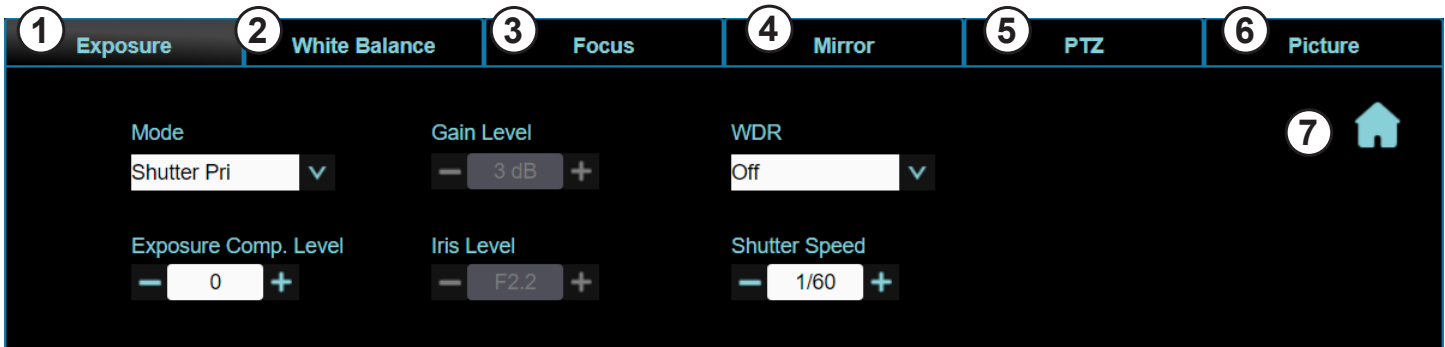 1 Exposure 2 White Balance 3 Focus 4 Mirror 5 PTZ 6 Picture
7
Mode Gain Level WDR
Shutter Pri 3 dB Off
Exposure Comp. Level Iris Level Shutter Speed
0 F2.2 1/60